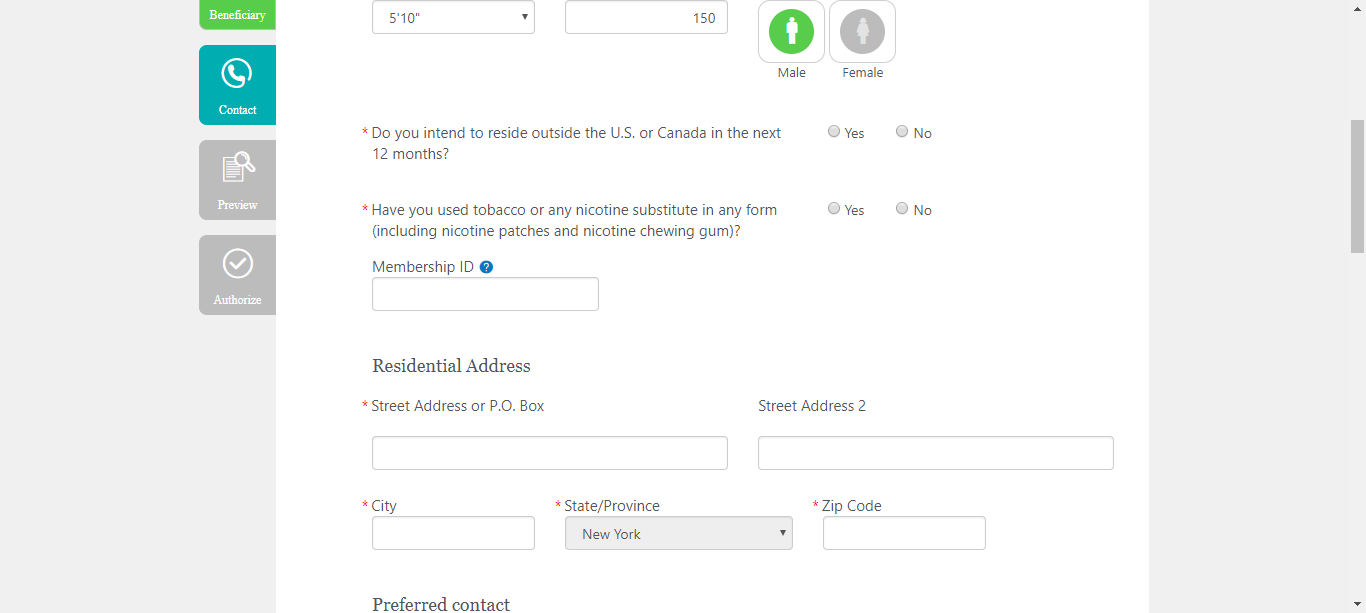 Beneficiary
5'10"
150
Male
Female
Contact
* Do you intend to reside outside the U.S. or Canada in the next
12 months?
Yes
No
Preview
* Have you used tobacco or any nicotine substitute in any form
(including nicotine patches and nicotine chewing gum)?
Yes
No
Membership ID ?
Authorize
Residential Address
* Street Address or P.O. Box
Street Address 2
* City
* State/Province
* Zip Code
New York
Preferred contact